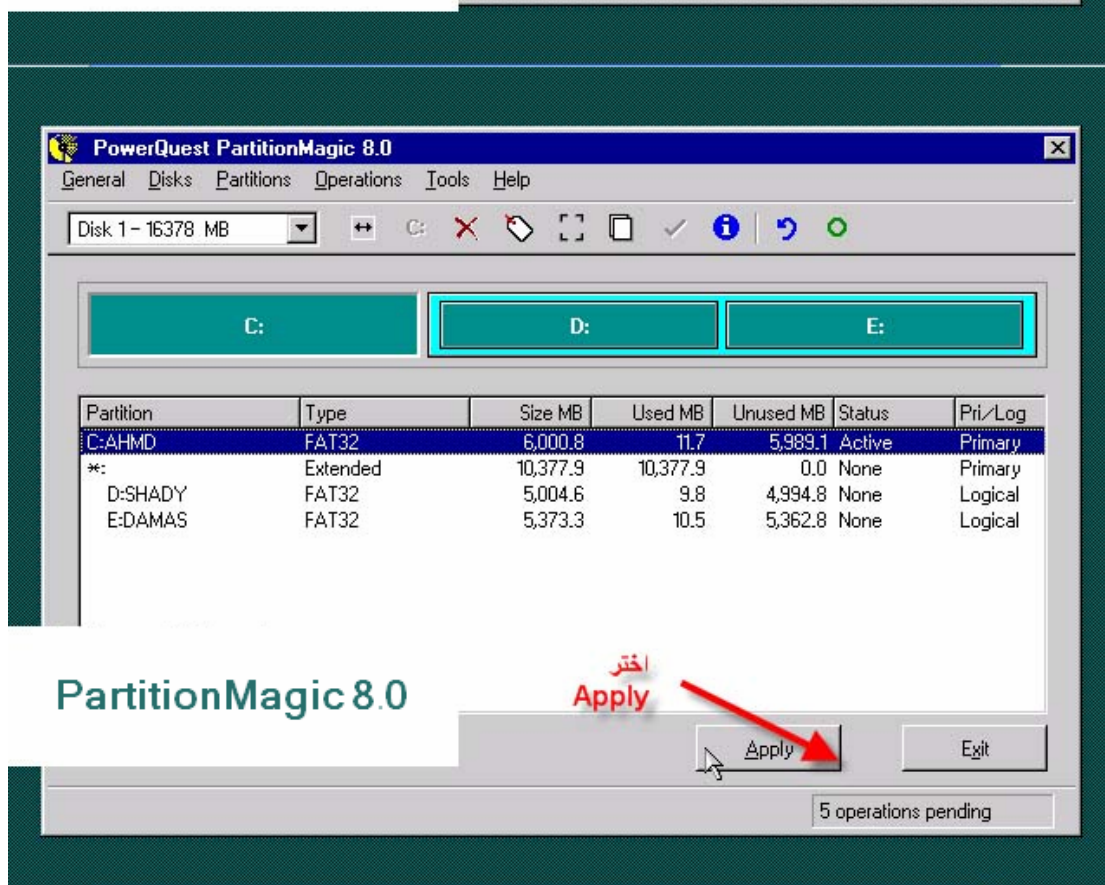 PowerQuest PartitionMagic 8.0
General Disks Partitions Operations Tools Help
Disk 1 - 16378 MB C:
C: D: E:
Partition Type Size MB Used MB Unused MB Status Pri/Log
C:AHMD FAT32 6,000.8 11.7 5,989.1 Active Primary
*: Extended 10,377.9 10,377.9 0.0 None Primary
D:SHADY FAT32 5,004.6 9.8 4,994.8 None Logical
E:DAMAS FAT32 5,373.3 10.5 5,362.8 None Logical
اختر
Apply
PartitionMagic 8.0
Apply Exit
5 operations pending